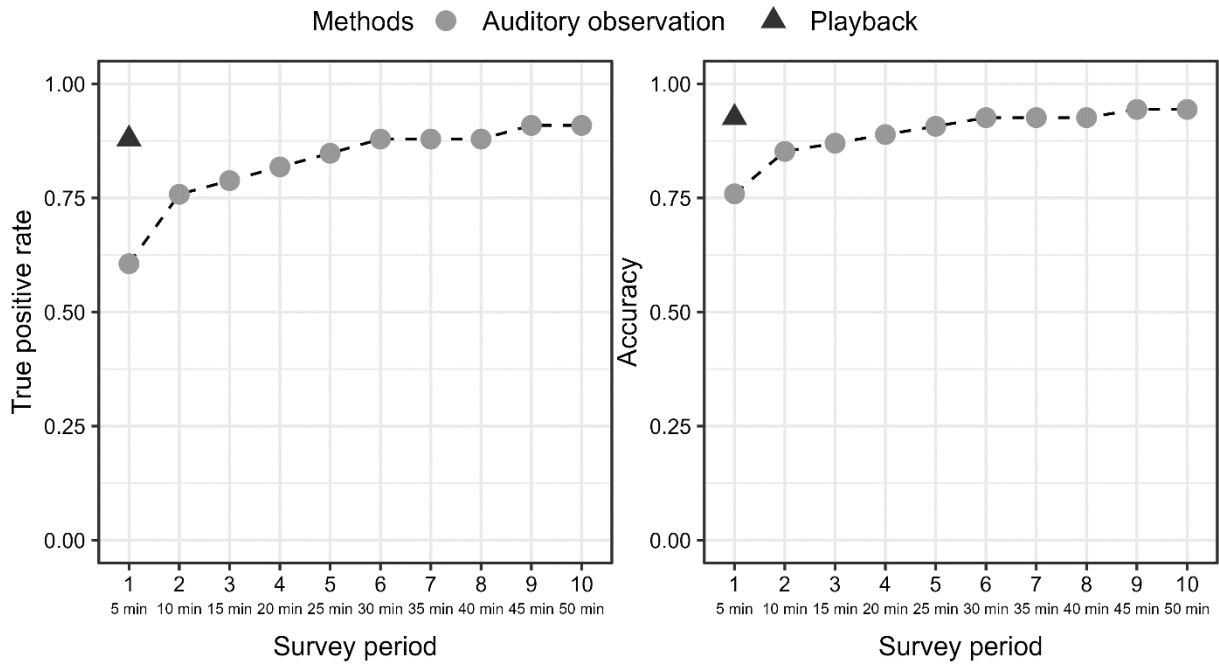 Methods Auditory observation Playback
True positive rate
1.00
0.75
0.50
0.25
0.00
1 2 3 4 5 6 7 8 9 10
5 min 10 min 15 min 20 min 25 min 30 min 35 min 40 min 45 min 50 min
Survey period
Accuracy
1.00
0.75
0.50
0.25
0.00
1 2 3 4 5 6 7 8 9 10
5 min 10 min 15 min 20 min 25 min 30 min 35 min 40 min 45 min 50 min
Survey period